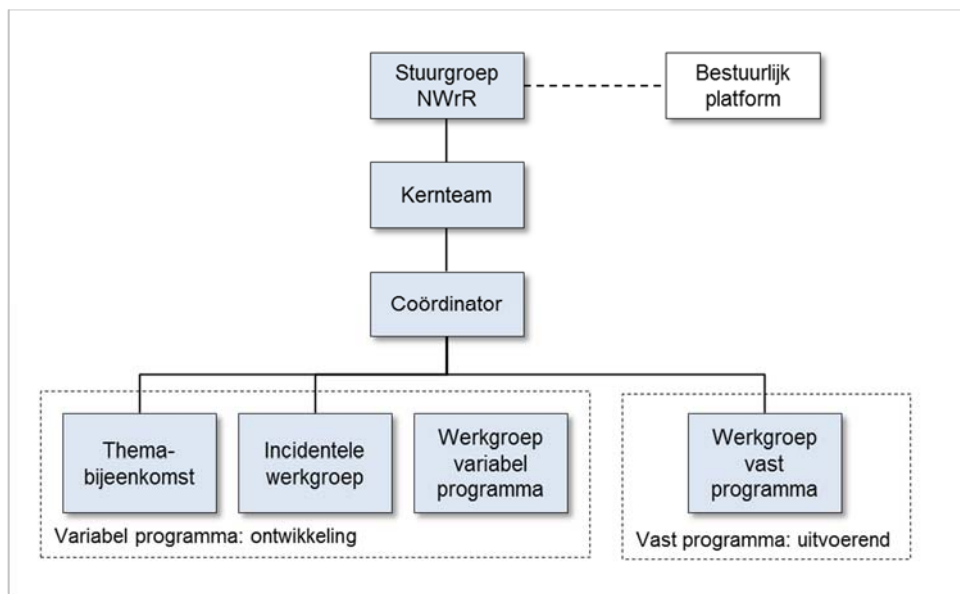 Stuurgroep
NWrR
Bestuurlijk
platform
Kernteam
Coördinator
Thema-
bijeenkomst
Incidentele
werkgroep
Werkgroep
variabel
programma
Werkgroep
vast
programma
Variabel programma: ontwikkeling
Vast programma: uitvoerend